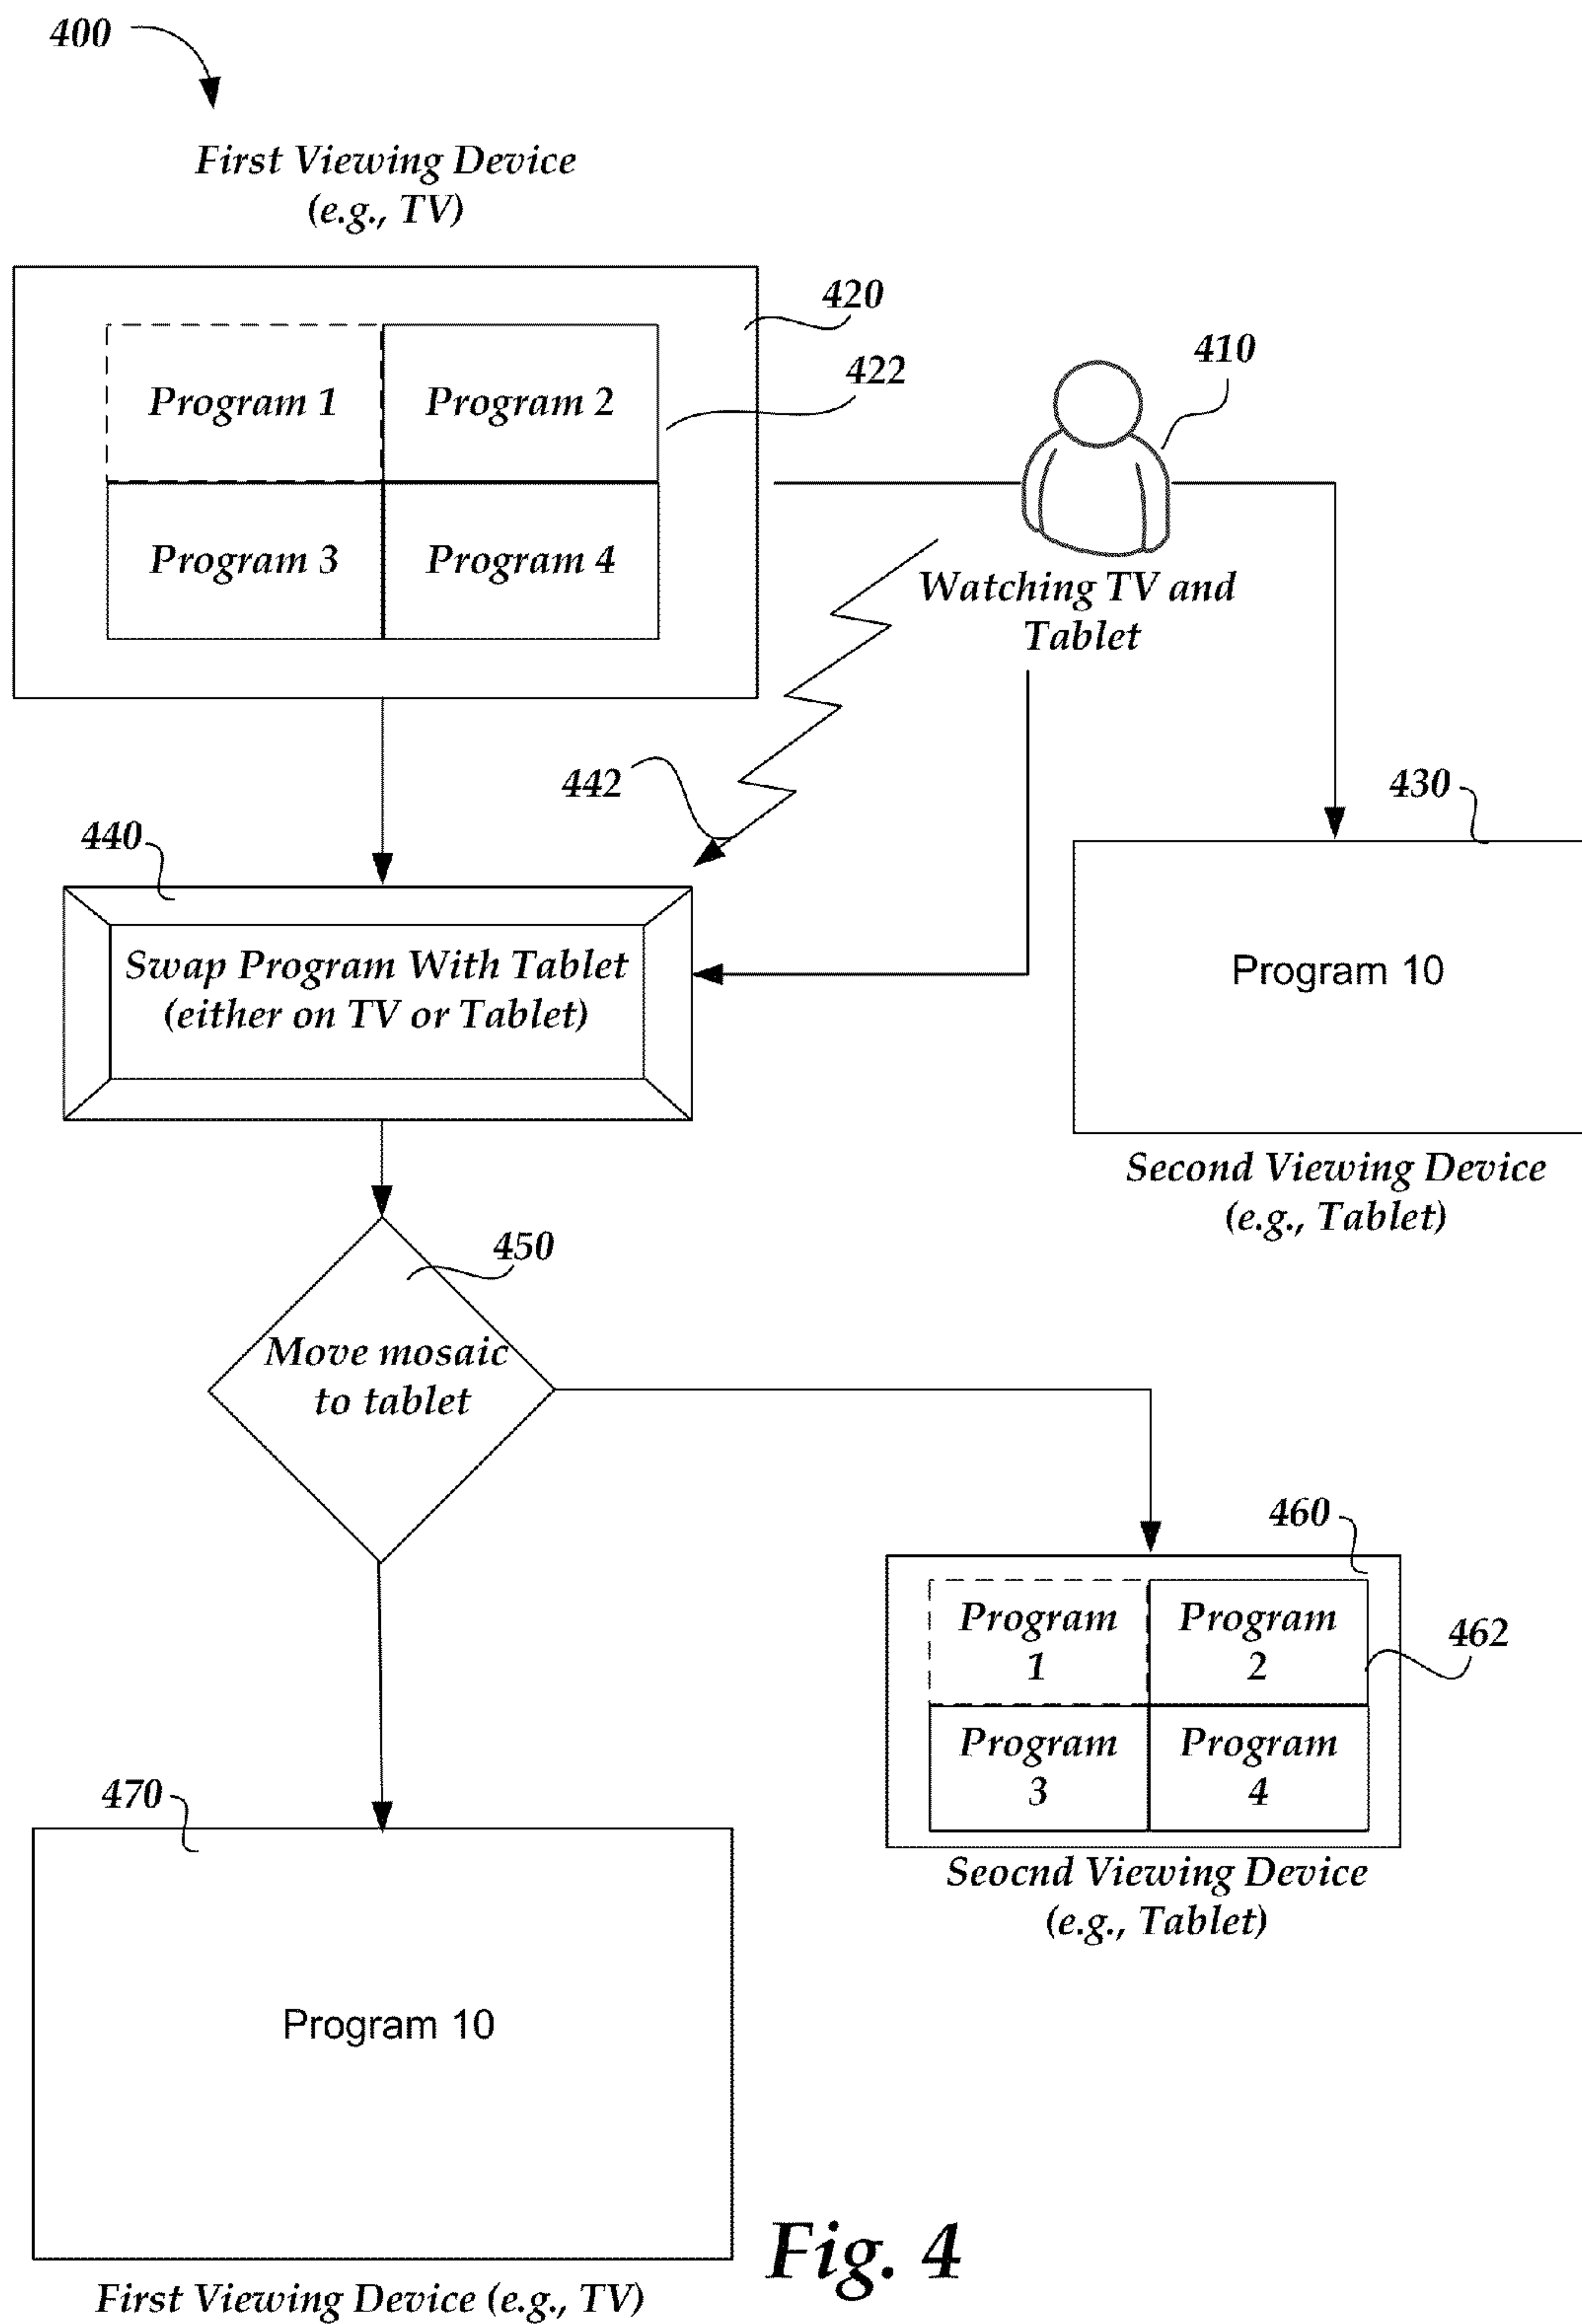 400
First Viewing Device
(e.g., TV)
420
422
410
Program 1
Program 2
Program 3
Program 4
Watching TV and
Tablet
442
430
440
Swap Program With Tablet
(either on TV or Tablet)
Program 10
Second Viewing Device
(e.g., Tablet)
450
Move mosaic
to tablet
460
462
Program
1
Program
2
Program
3
Program
4
Seocnd Viewing Device
(e.g., Tablet)
470
Program 10
Fig. 4
First Viewing Device (e.g., TV)